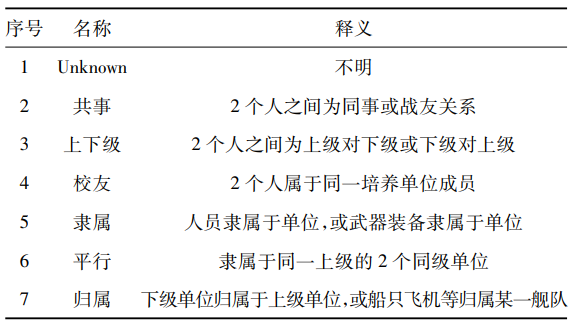 序号 名称 释义
1 Unknown 不明
2 共事 2个人之间为同事或战友关系
3 上下级 2个人之间为上级对下级或下级对上级
4 校友 2个人属于同一培养单位成员
5 隶属 人员隶属于单位,或武器装备隶属于单位
6 平行 隶属于同一上级的2个同级单位
7 归属 下级单位归属于上级单位,或船只飞机等归属某一舰队